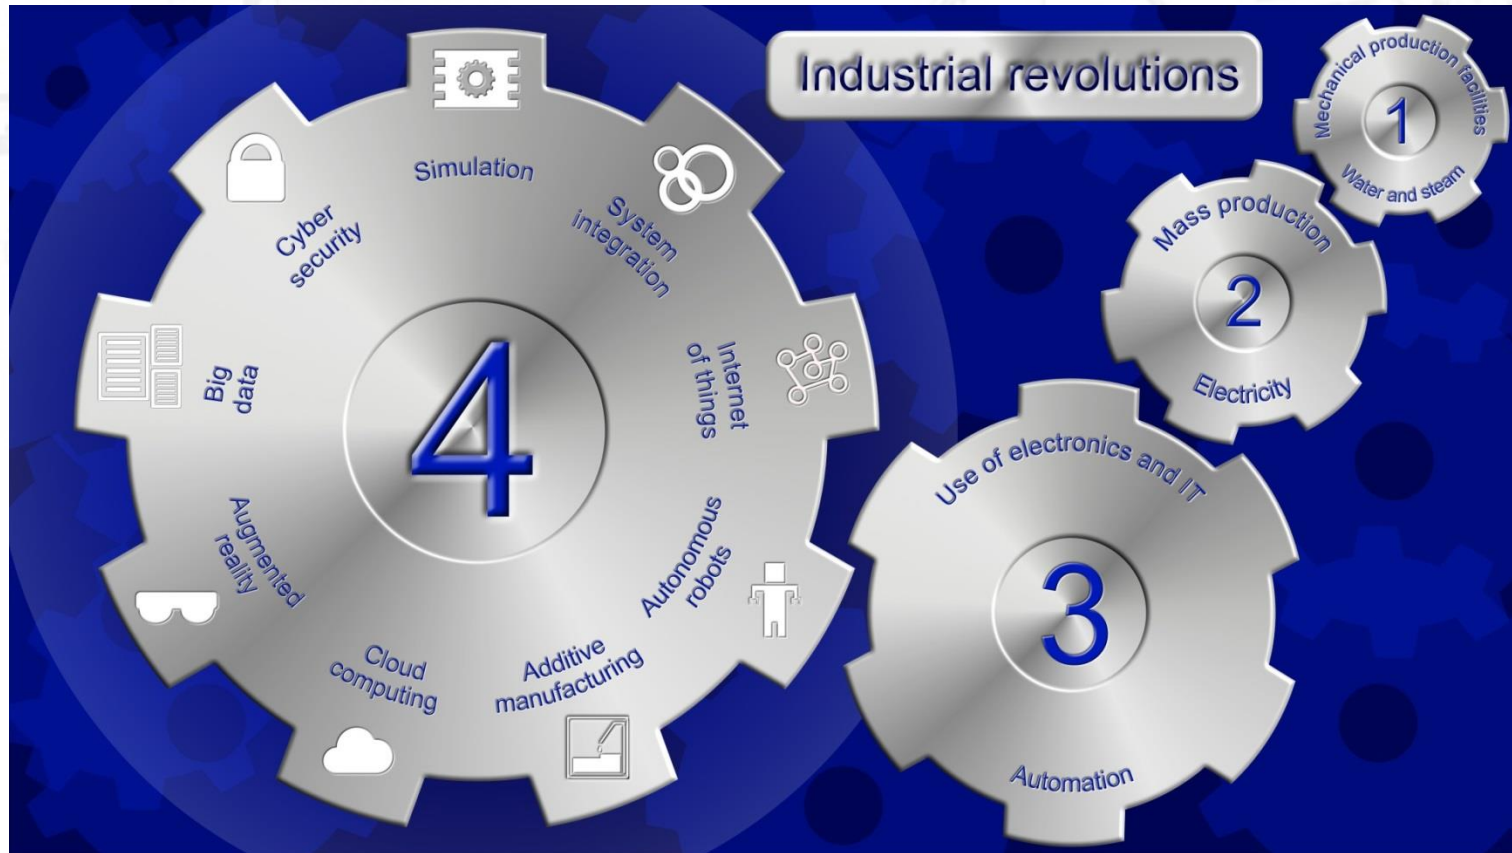 Industrial revolutions
Mechanical production facilities
1
Water and steam
Mass production
2
Electricity
Use of electronics and IT
3
Automation
4
Simulation
System
integration
Internet
of things
Autonomous
robots
Additive
manufacturing
Cloud
computing
Augmented
reality
Big
data
Cyber
security